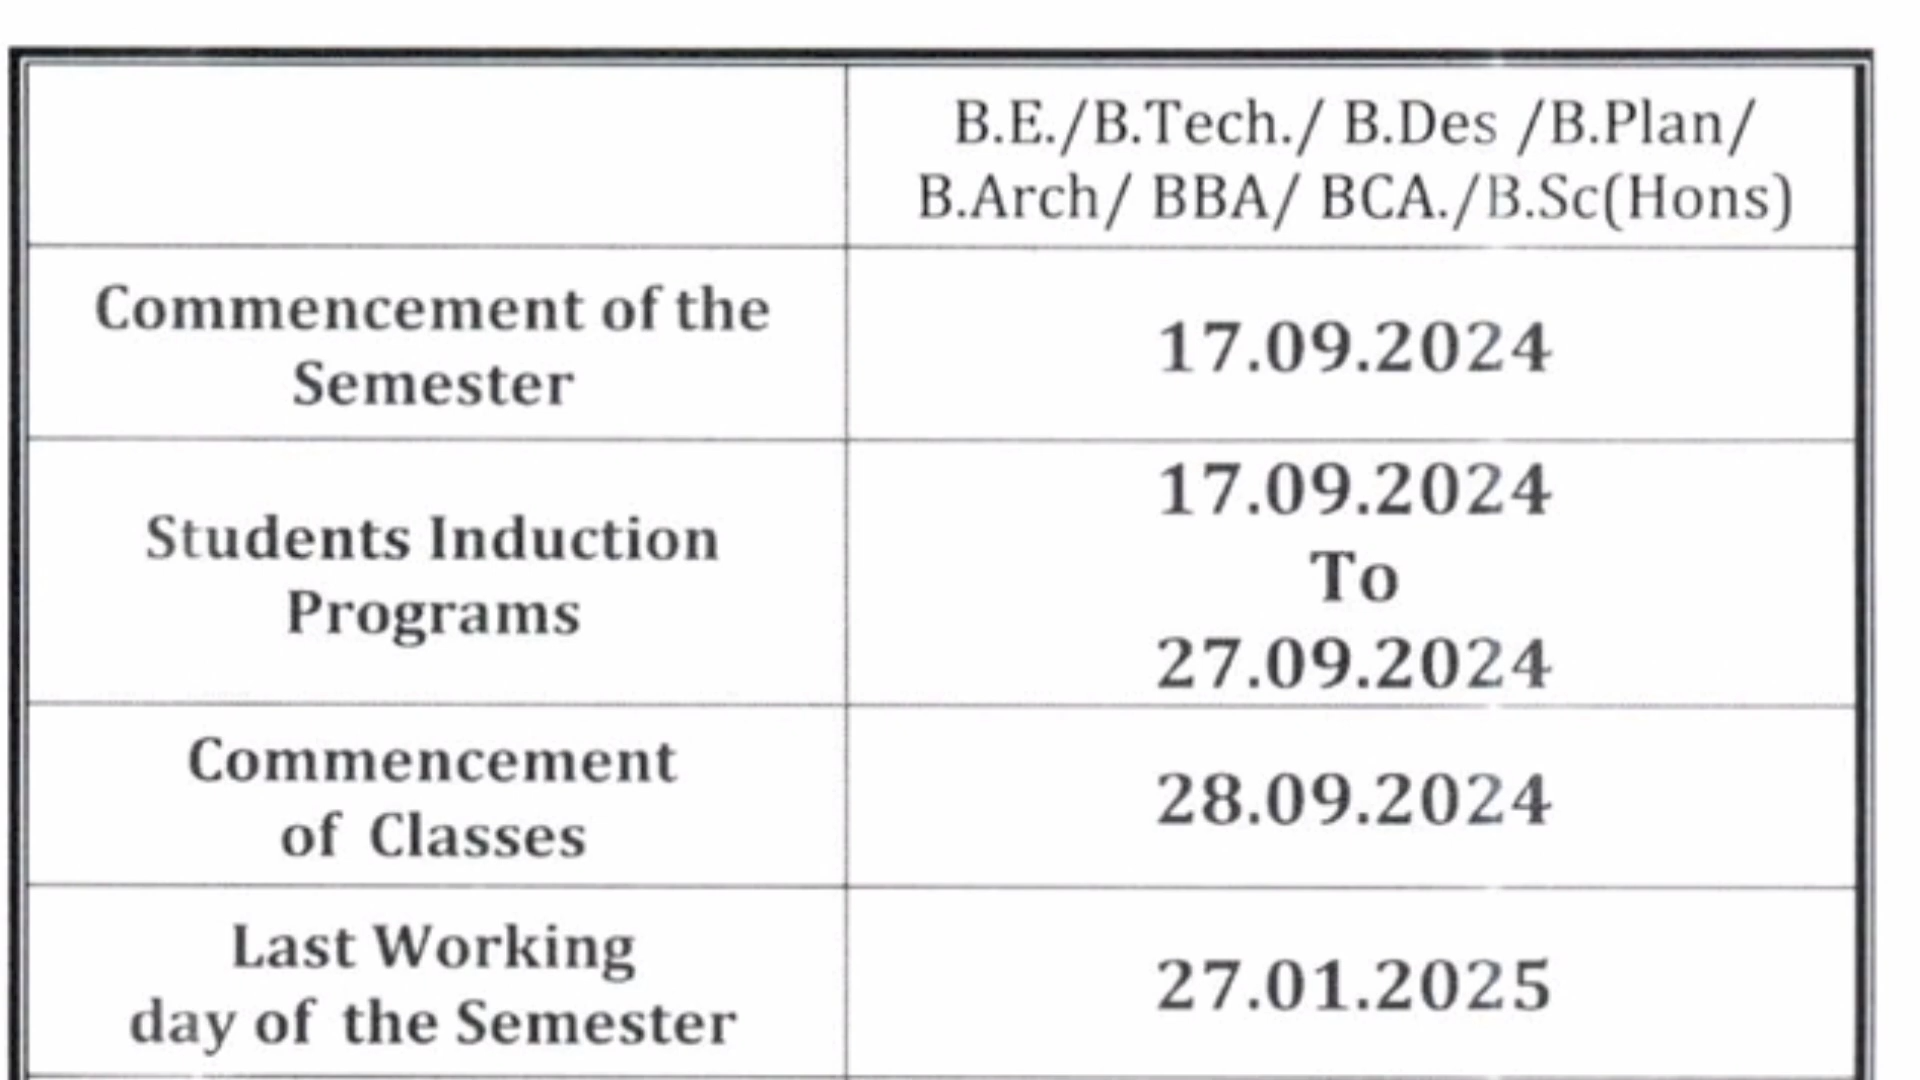 B.E./B.Tech./ B.Des /B.Plan/
B.Arch/ BBA/ BCA./B.Sc(Hons)
Commencement of the
Semester
17.09.2024
Students Induction
Programs
17.09.2024
To
27.09.2024
Commencement
of Classes
28.09.2024
Last Working
day of the Semester
27.01.2025